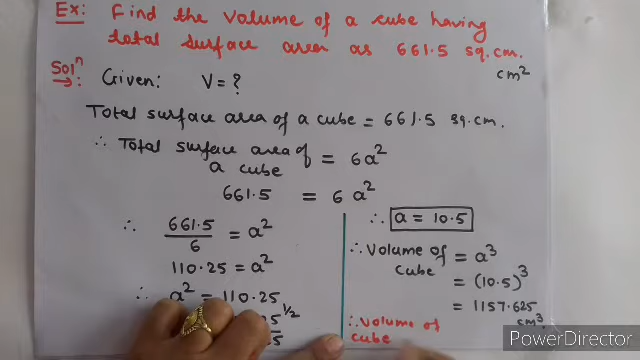 Ex: Find the volume of a cube having
total surface area as 661.5 sq.cm.
Solⁿ: Given: V = ? cm²
Total surface area of a cube = 661.5 sq.cm.
∴ Total surface area of a cube = 6a²
661.5 = 6 a²
∴ 661.5/6 = a²
110.25 = a²
∴ a² = 110.25
∴ a = 10.5
∴ Volume of cube = a³
= (10.5)³
= 1157.625 cm³.
∴ Volume of
cube
PowerDirector